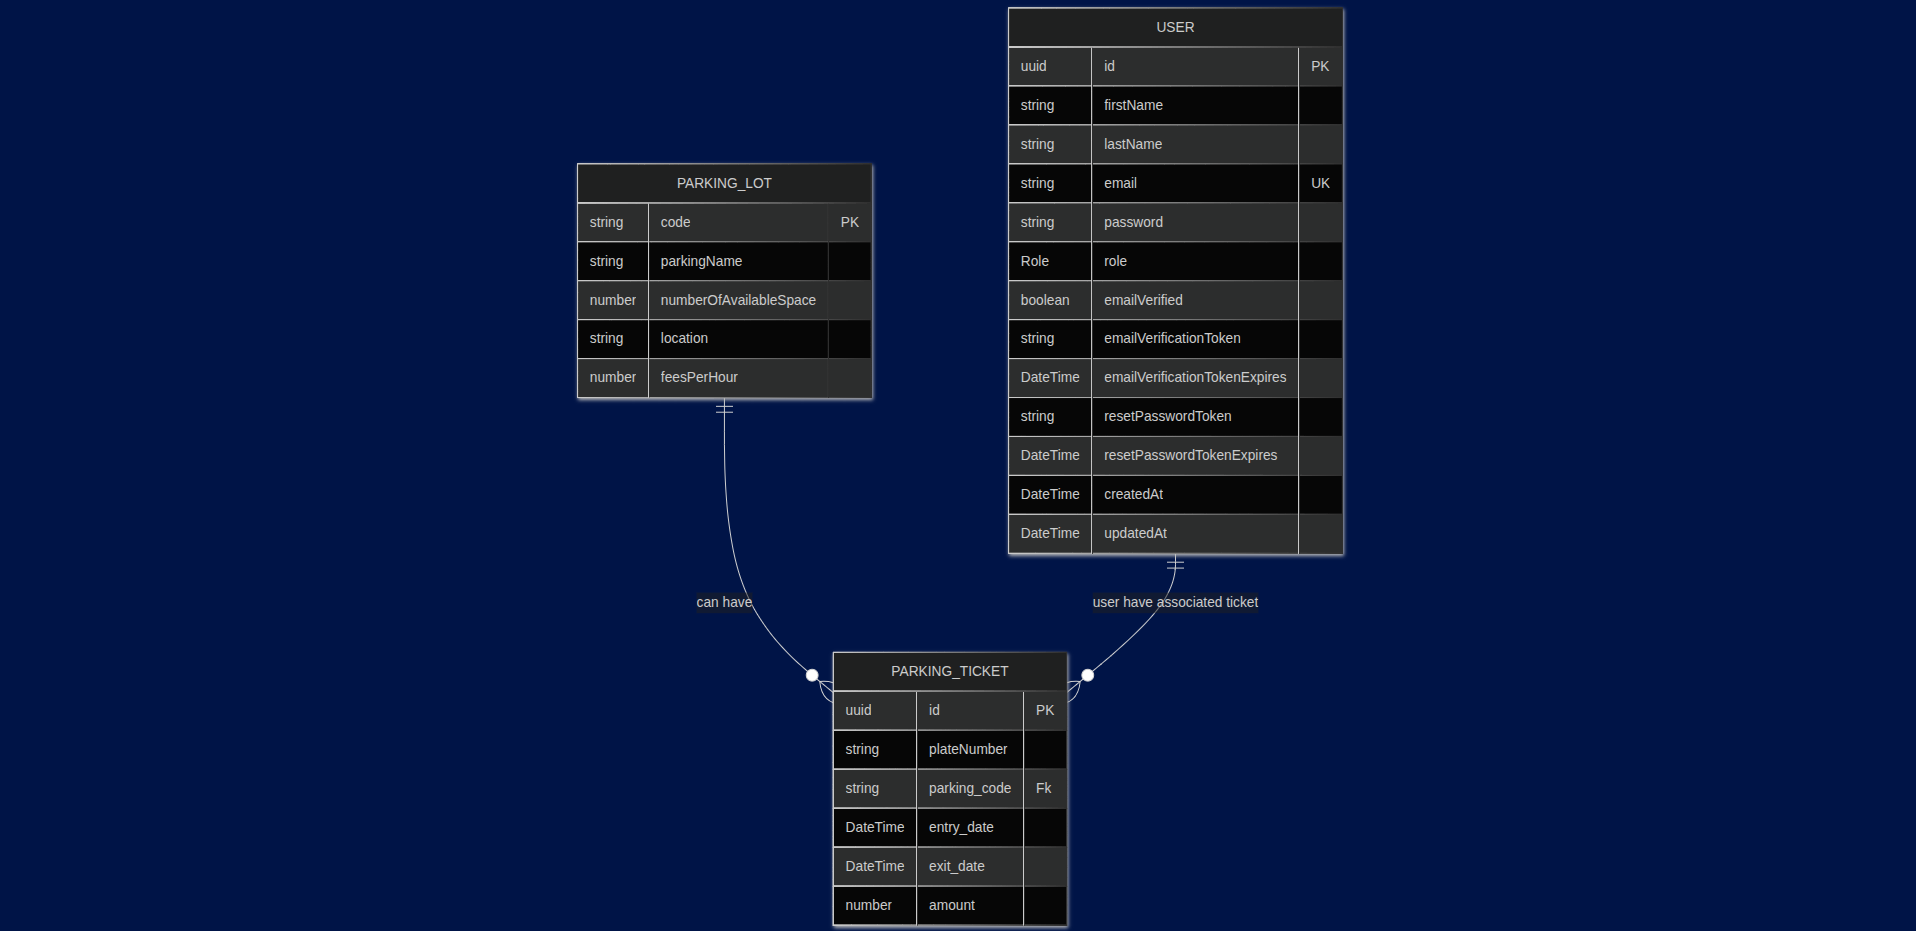 USER
uuid id PK
string firstName
string lastName
string email UK
string password
Role role
boolean emailVerified
string emailVerificationToken
DateTime emailVerificationTokenExpires
string resetPasswordToken
DateTime resetPasswordTokenExpires
DateTime createdAt
DateTime updatedAt
PARKING_LOT
string code PK
string parkingName
number numberOfAvailableSpace
string location
number feesPerHour
can have
user have associated ticket
PARKING_TICKET
uuid id PK
string plateNumber
string parking_code Fk
DateTime entry_date
DateTime exit_date
number amount